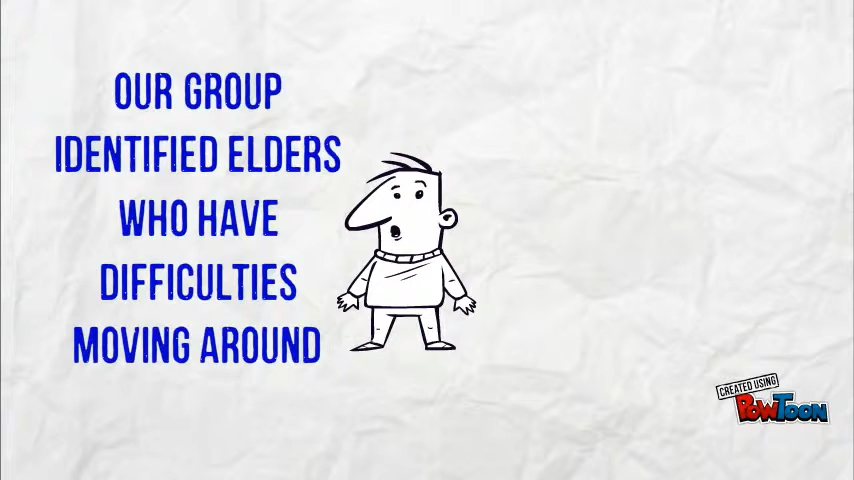 OUR GROUP
IDENTIFIED ELDERS
WHO HAVE
DIFFICULTIES
MOVING AROUND
CREATED USING
POWTOON